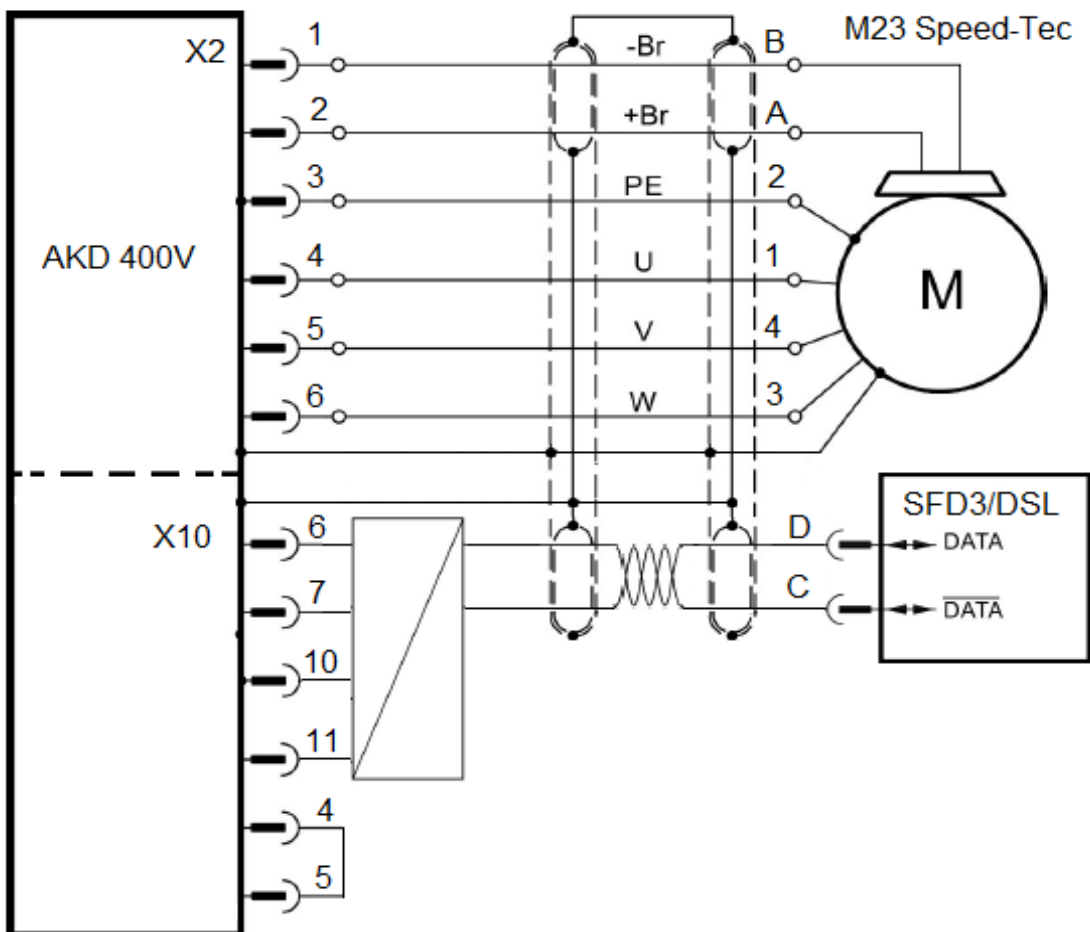 M23 Speed-Tec
X2
1 -Br B
2 +Br A
3 PE 2
AKD 400V
4 U 1
M
5 V 4
6 W 3
X10
6 D
SFD3/DSL
DATA
7 C
DATA
10
11
4
5